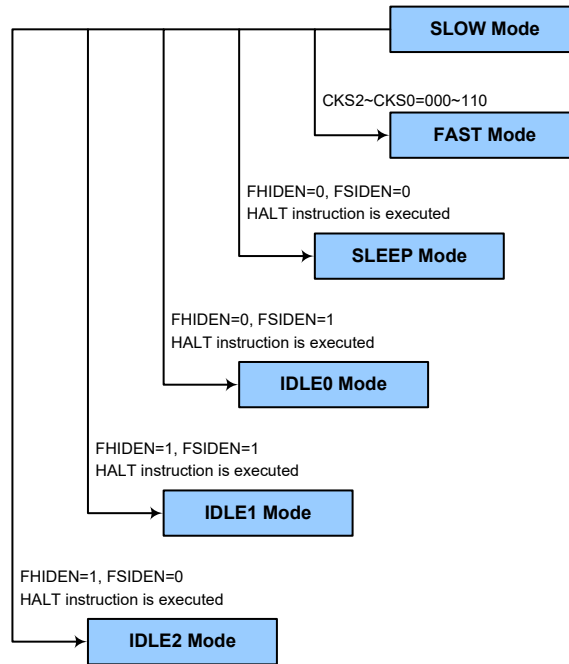 SLOW Mode
CKS2~CKS0=000~110
FAST Mode
FHIDEN=0, FSIDEN=0
HALT instruction is executed
SLEEP Mode
FHIDEN=0, FSIDEN=1
HALT instruction is executed
IDLE0 Mode
FHIDEN=1, FSIDEN=1
HALT instruction is executed
IDLE1 Mode
FHIDEN=1, FSIDEN=0
HALT instruction is executed
IDLE2 Mode